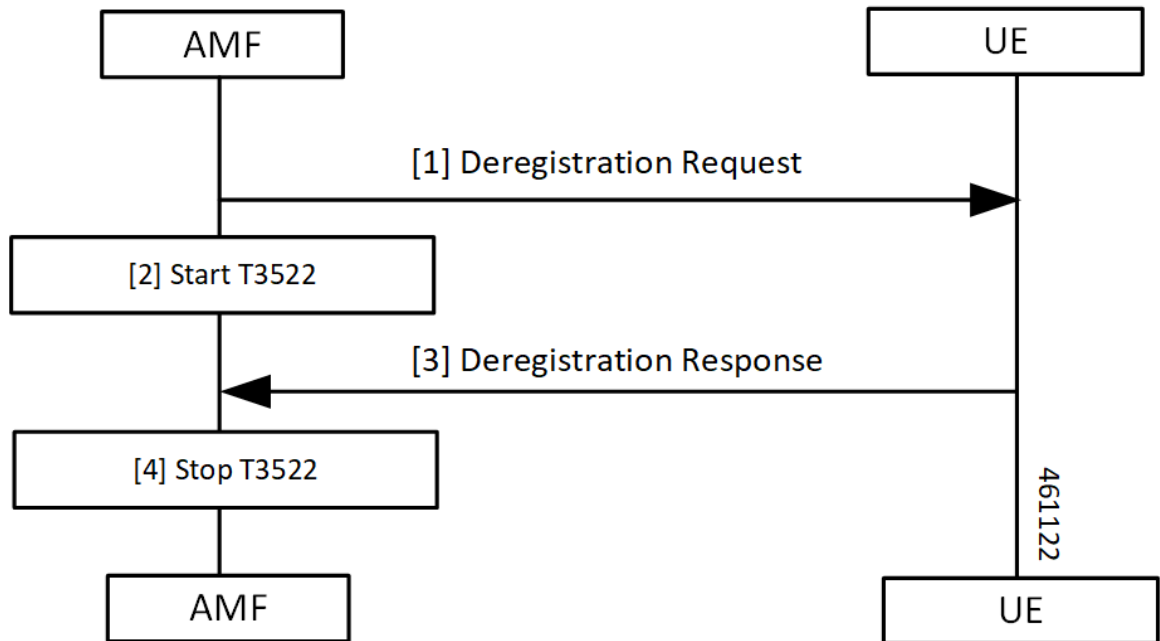 AMF
UE
[1] Deregistration Request
[2] Start T3522
[3] Deregistration Response
[4] Stop T3522
461122
AMF
UE